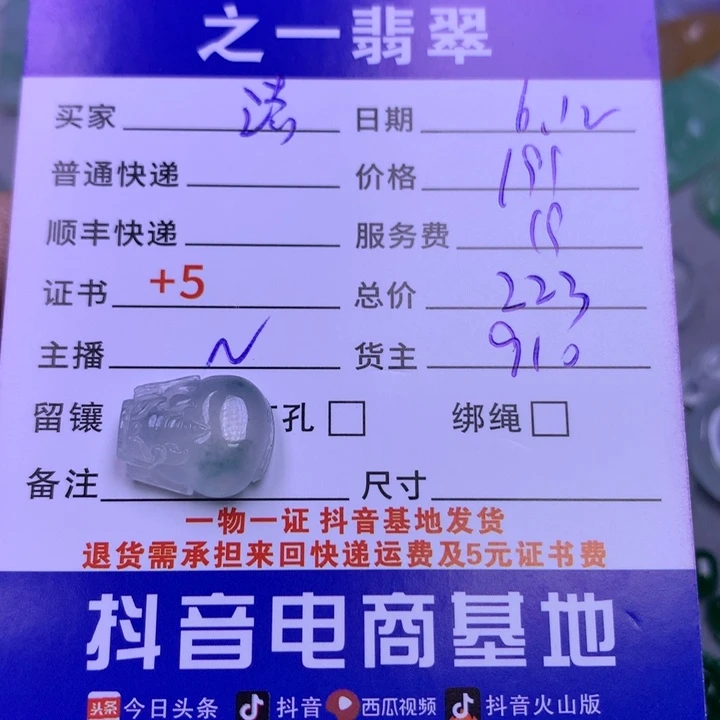 之一翡翠
买家 日期 6.12
普通快递 价格 199
顺丰快递 服务费 19
证书 +5 总价 223
主播 N 货主 910
留镶 孔 绑绳
备注 尺寸
一物一证 抖音基地发货
退货需承担来回快递运费及5元证书费
抖音电商基地
头条 今日头条 抖音 西瓜视频 抖音火山版